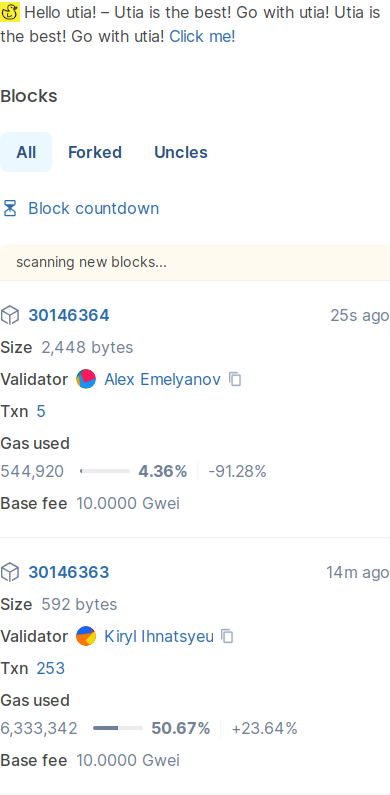 Hello utia! – Utia is the best! Go with utia! Utia is
the best! Go with utia! Click me!
Blocks
All Forked Uncles
Block countdown
scanning new blocks...
30146364 25s ago
Size 2,448 bytes
Validator Alex Emelyanov
Txn 5
Gas used
544,920 4.36% -91.28%
Base fee 10.0000 Gwei
30146363 14m ago
Size 592 bytes
Validator Kiryl Ihnatsyeu
Txn 253
Gas used
6,333,342 50.67% +23.64%
Base fee 10.0000 Gwei